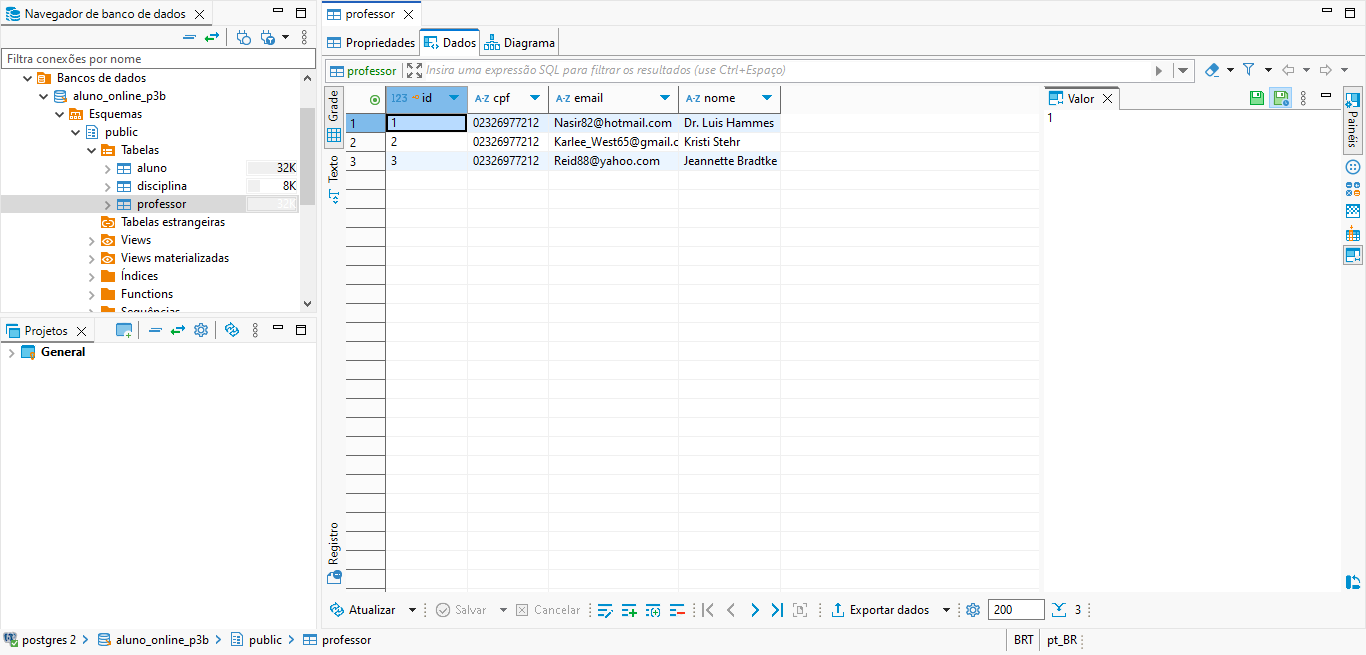 Navegador de banco de dados
Filtra conexões por nome
Bancos de dados
aluno_online_p3b
Esquemas
public
Tabelas
aluno 32K
disciplina 8K
professor 32K
Tabelas estrangeiras
Views
Views materializadas
Índices
Functions
Sequências
Projetos
General
professor
Propriedades Dados Diagrama
professor Insira uma expressão SQL para filtrar os resultados (use Ctrl+Espaço)
Grade
Texto
Registro
123 id A-Z cpf A-Z email A-Z nome
1 1 02326977212 Nasir82@hotmail.com Dr. Luis Hammes
2 2 02326977212 Karlee_West65@gmail.c Kristi Stehr
3 3 02326977212 Reid88@yahoo.com Jeannette Bradtke
Valor
1
Painéis
Atualizar Salvar Cancelar Exportar dados 200 3
postgres 2 aluno_online_p3b public professor BRT pt_BR